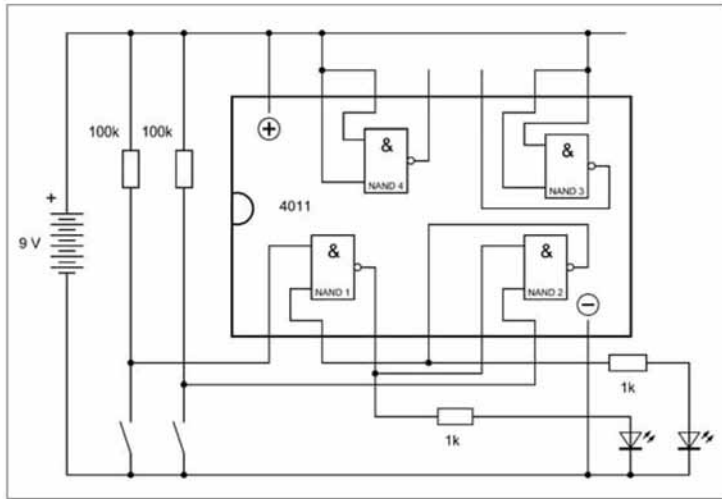 100k 100k
&
NAND 4
&
NAND 3
+
9 V
4011
&
NAND 1
&
NAND 2
1k
1k